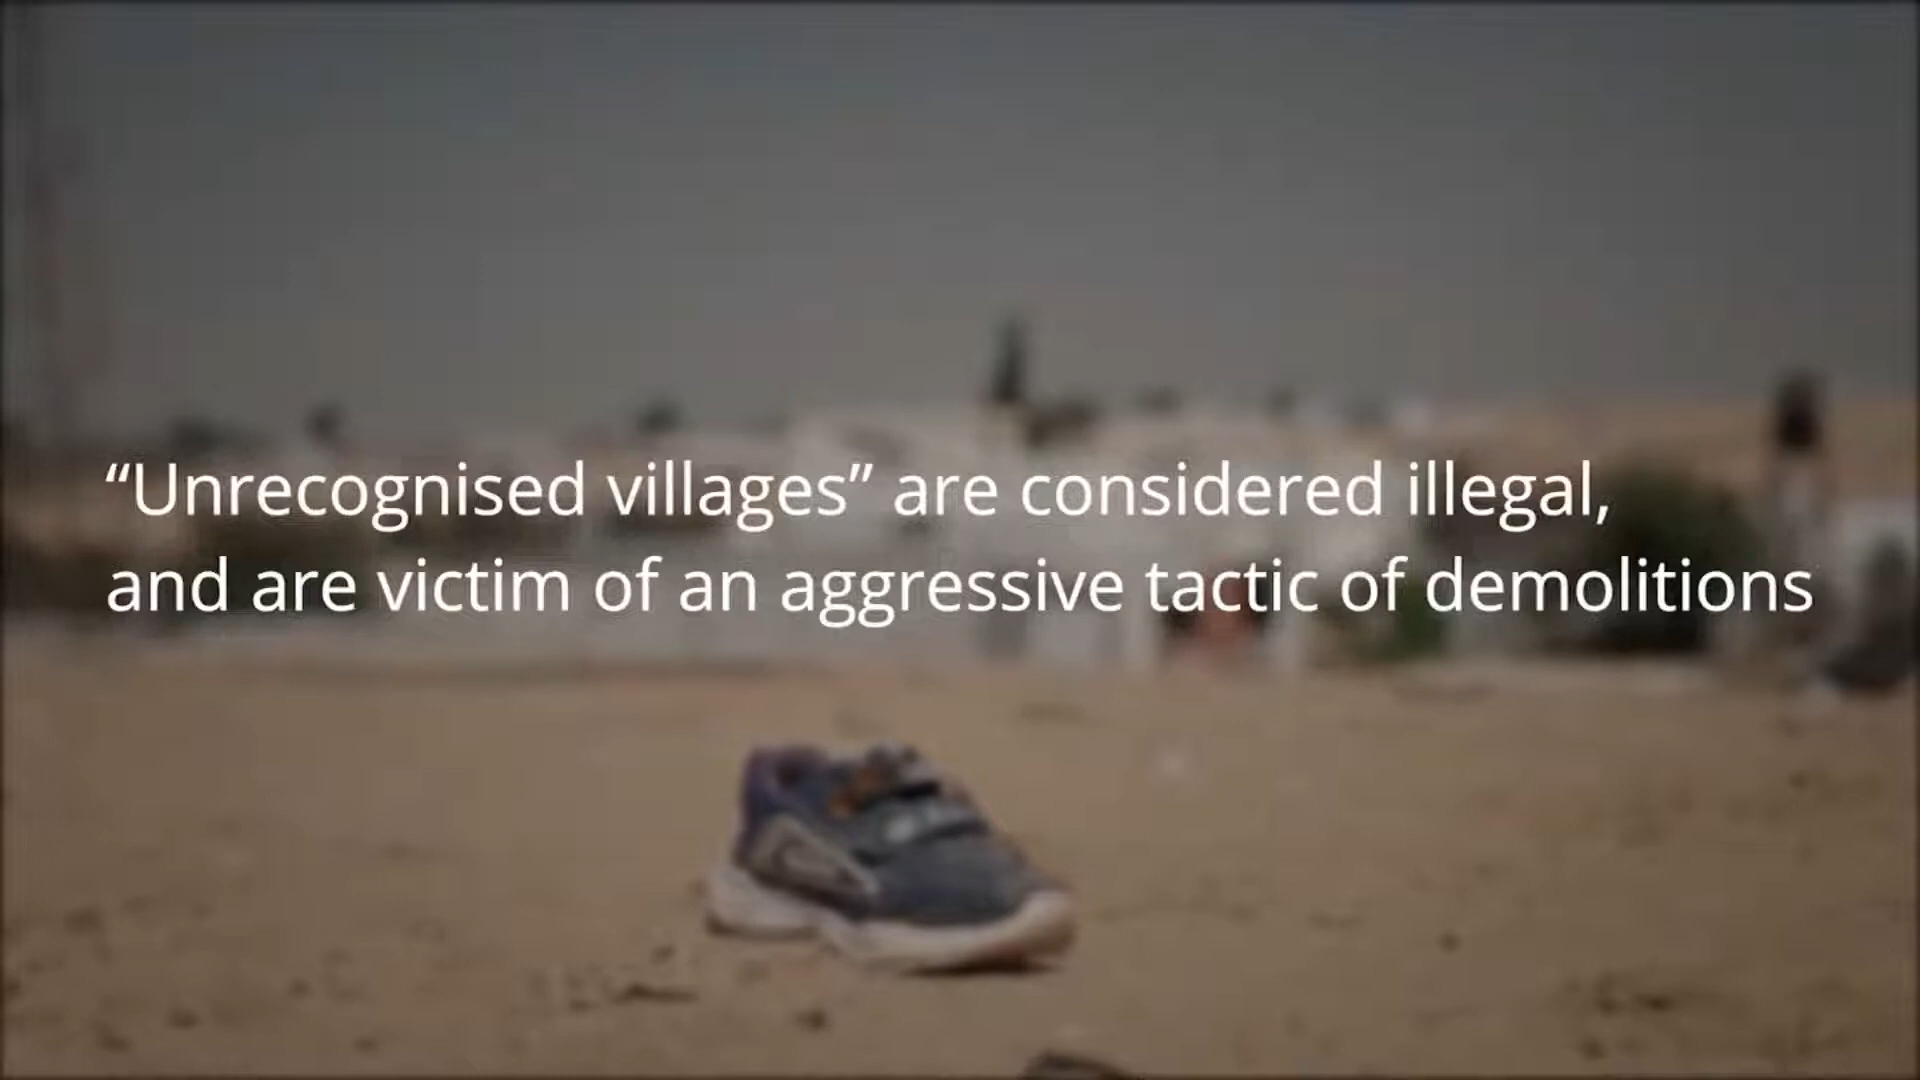 “Unrecognised villages” are considered illegal,
and are victim of an aggressive tactic of demolitions